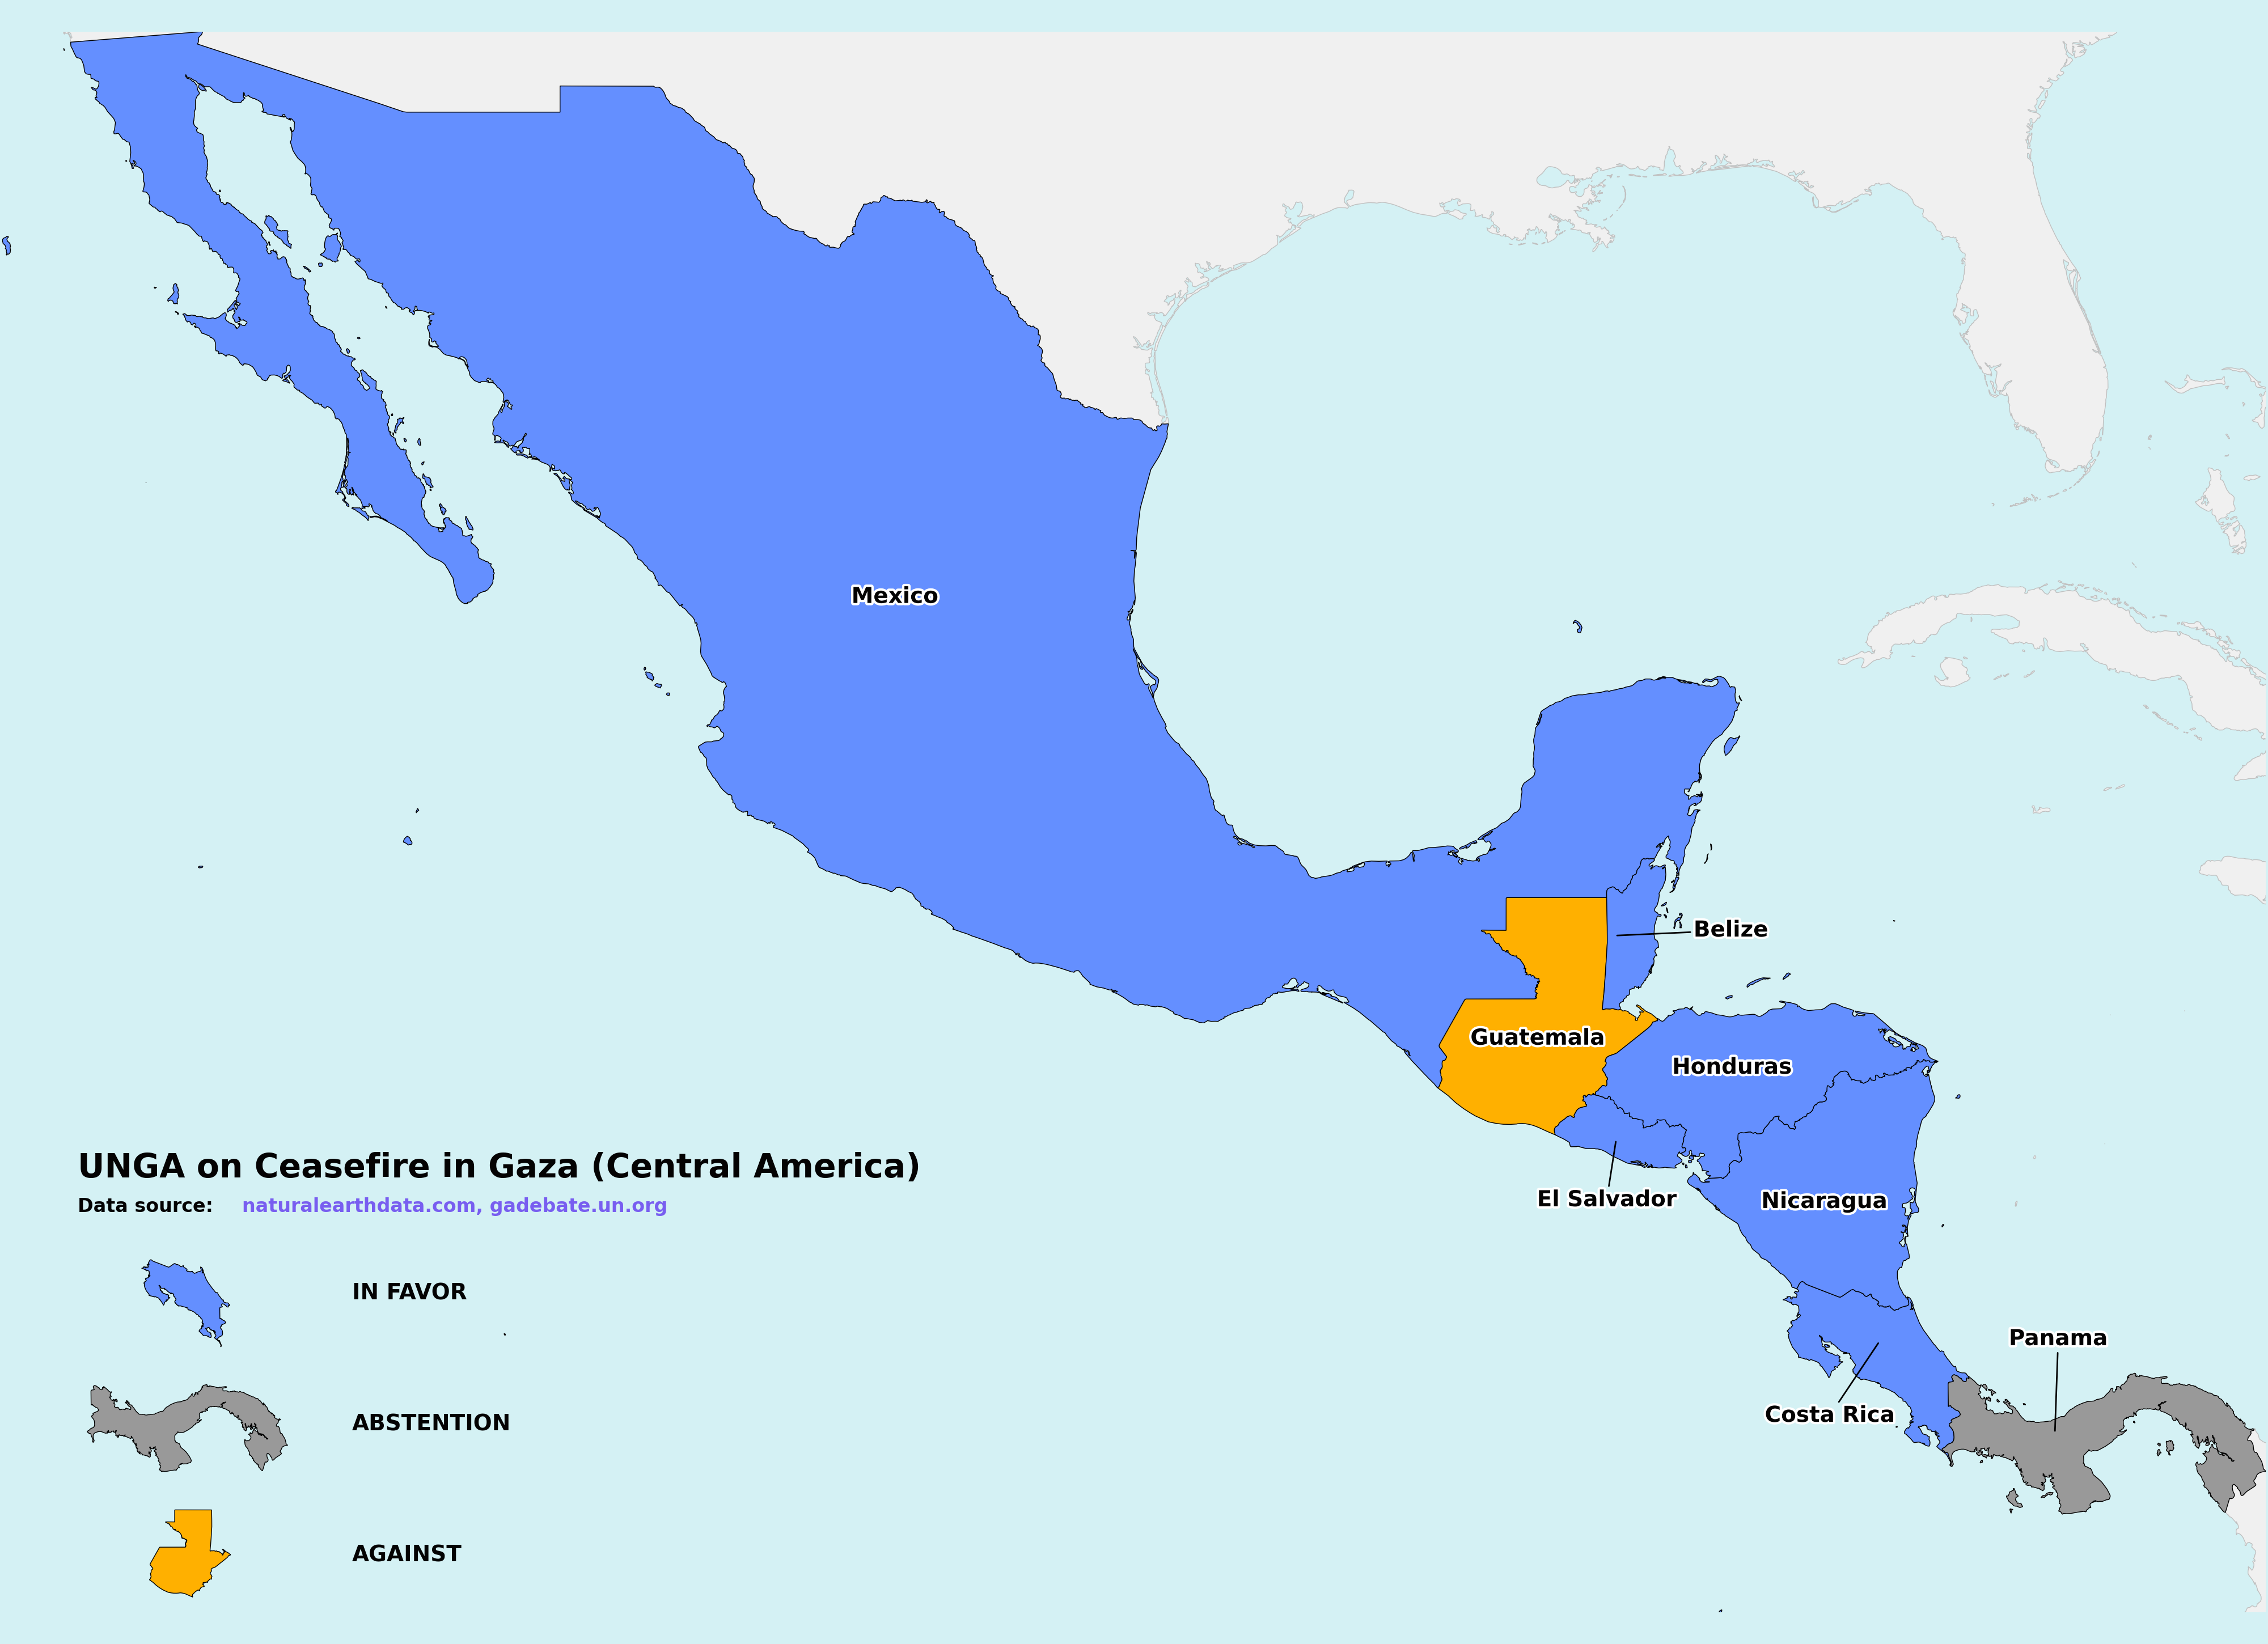 Mexico
Belize
Guatemala
Honduras
El Salvador
Nicaragua
Costa Rica
Panama
UNGA on Ceasefire in Gaza (Central America)
Data source: naturalearthdata.com, gadebate.un.org
IN FAVOR
ABSTENTION
AGAINST